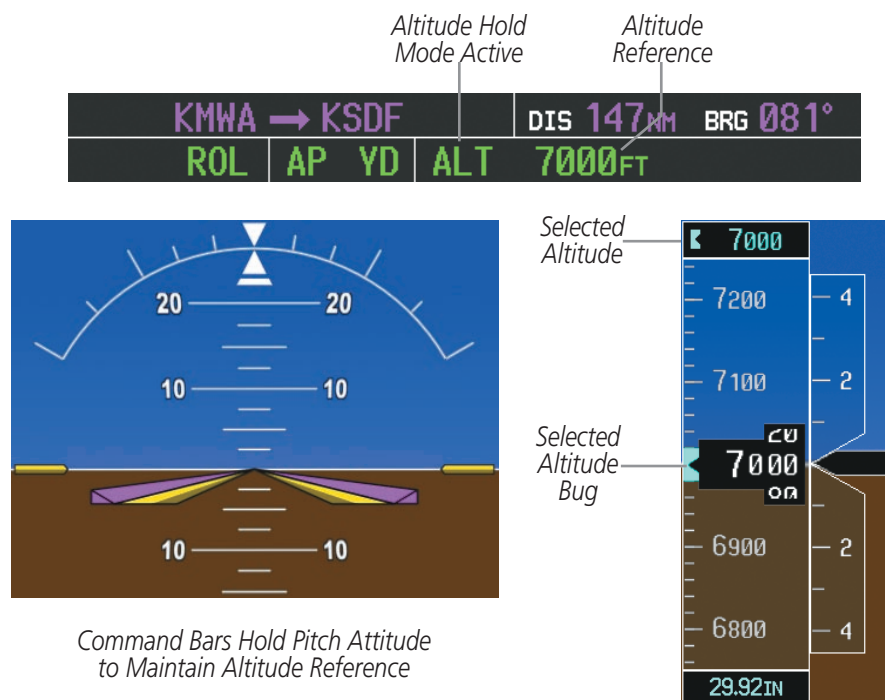 Altitude Hold
Mode Active
Altitude
Reference
KMWA → KSDF DIS 147NM BRG 081°
ROL AP YD ALT 7000FT
Selected
Altitude
7000
20 20
10 10
10 10
7200
7100
Selected
Altitude
Bug
20
7000
6900
6800
4
2
2
4
29.92IN
Command Bars Hold Pitch Attitude
to Maintain Altitude Reference